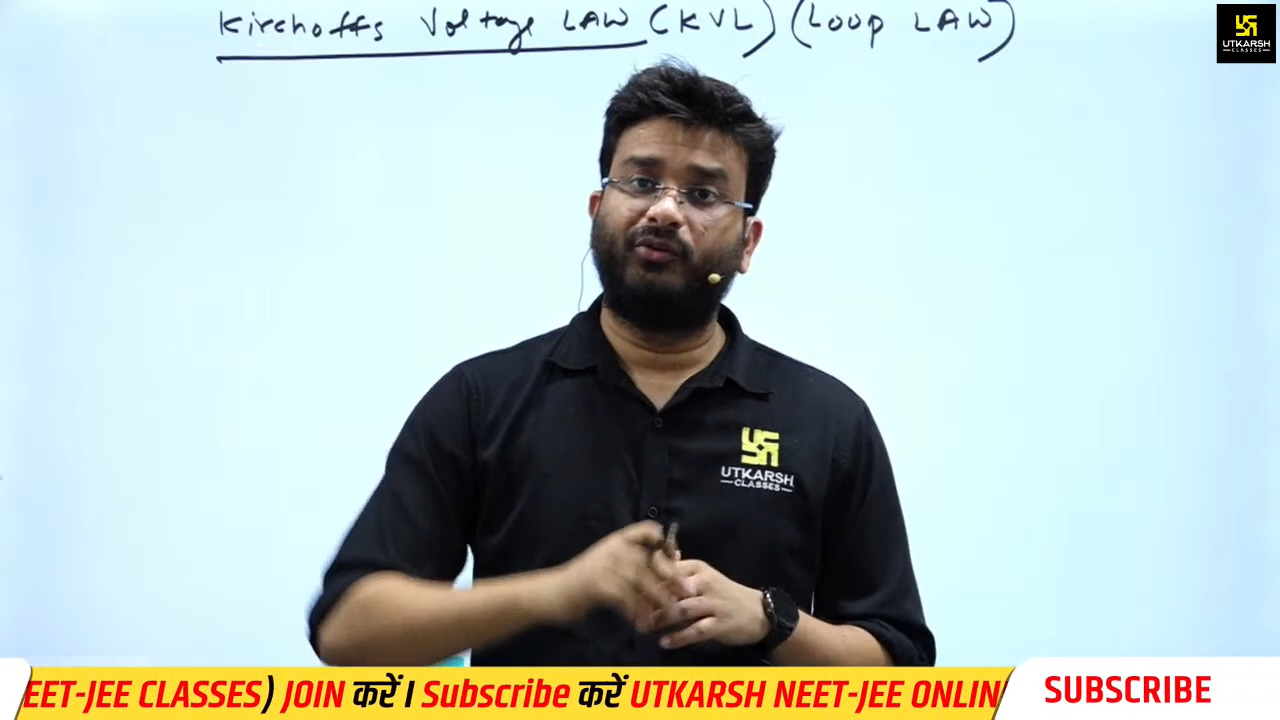 Kirchoffs Voltage LAW (KVL) (LOOP LAW)
UTKARSH
CLASSES
UTKARSH
CLASSES
EET-JEE CLASSES) JOIN करें । Subscribe करें UTKARSH NEET-JEE ONLIN
SUBSCRIBE